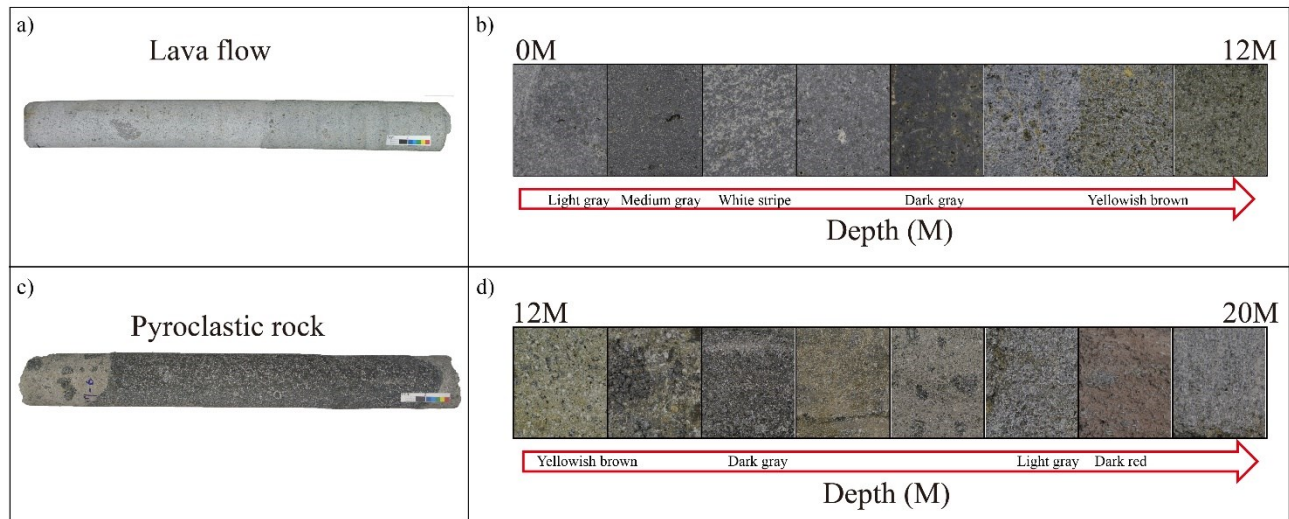 a)
Lava flow
b)
0M 12M
Light gray Medium gray White stripe Dark gray Yellowish brown
Depth (M)
c)
Pyroclastic rock
d)
12M 20M
Yellowish brown Dark gray Light gray Dark red
Depth (M)